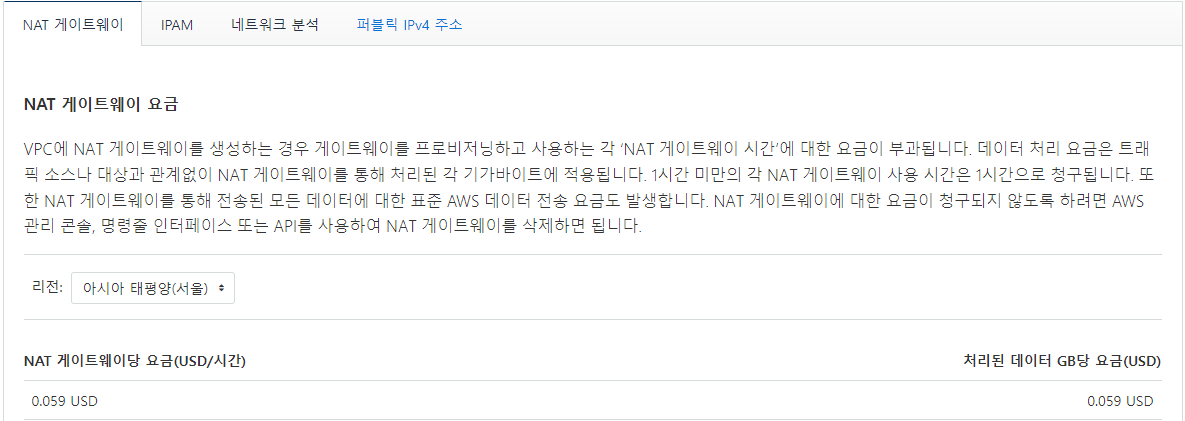 NAT 게이트웨이 IPAM 네트워크 분석 퍼블릭 IPv4 주소
NAT 게이트웨이 요금
VPC에 NAT 게이트웨이를 생성하는 경우 게이트웨이를 프로비저닝하고 사용하는 각 ‘NAT 게이트웨이 시간’에 대한 요금이 부과됩니다. 데이터 처리 요금은 트래
픽 소스나 대상과 관계없이 NAT 게이트웨이를 통해 처리된 각 기가바이트에 적용됩니다. 1시간 미만의 각 NAT 게이트웨이 사용 시간은 1시간으로 청구됩니다. 또
한 NAT 게이트웨이를 통해 전송된 모든 데이터에 대한 표준 AWS 데이터 전송 요금도 발생합니다. NAT 게이트웨이에 대한 요금이 청구되지 않도록 하려면 AWS
관리 콘솔, 명령줄 인터페이스 또는 API를 사용하여 NAT 게이트웨이를 삭제하면 됩니다.
리전: 아시아 태평양(서울)
NAT 게이트웨이당 요금(USD/시간) 처리된 데이터 GB당 요금(USD)
0.059 USD 0.059 USD